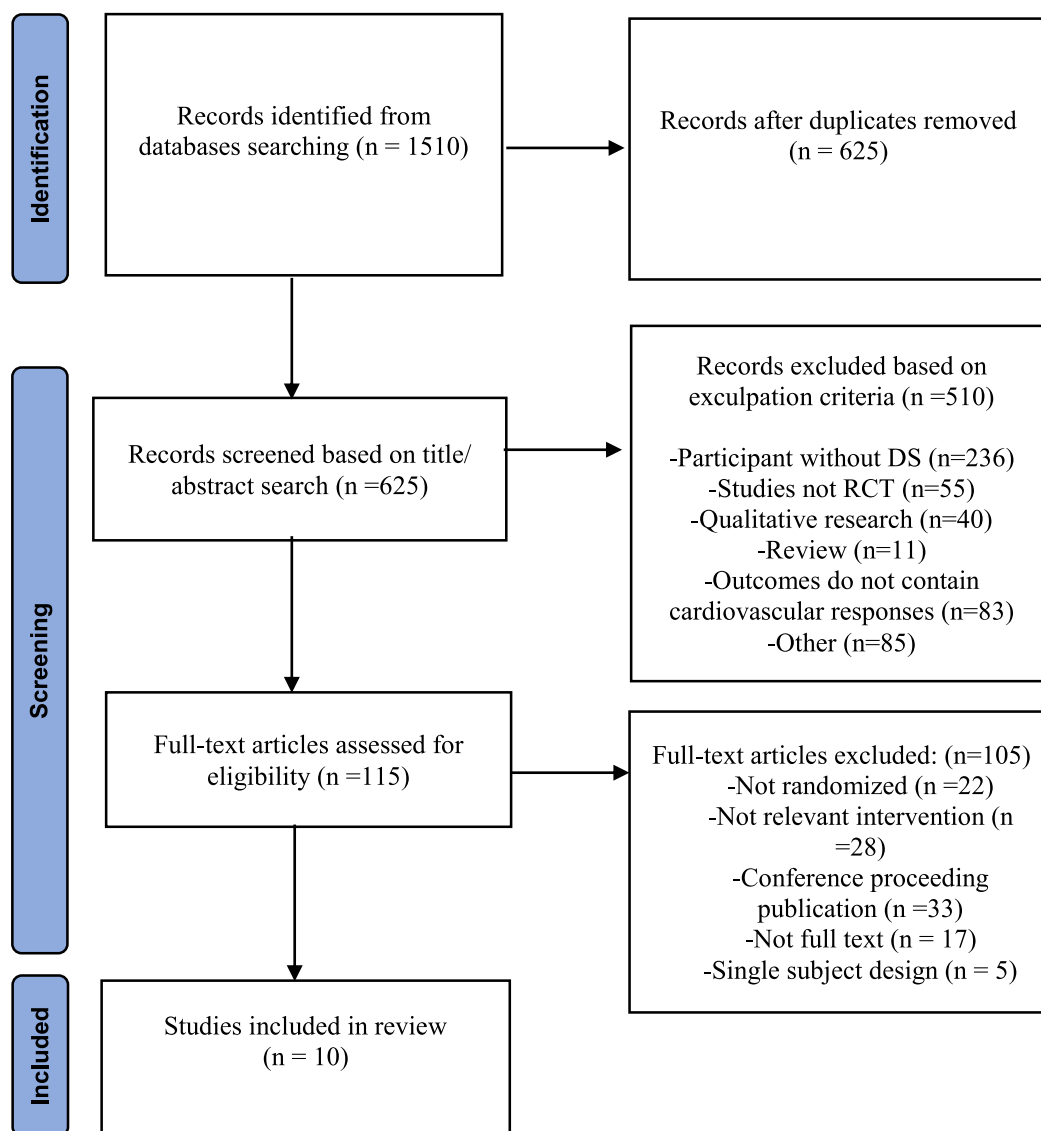 Identification
Records identified from
databases searching (n = 1510)
Records after duplicates removed
(n = 625)
Screening
Records screened based on title/
abstract search (n =625)
Records excluded based on
exculpation criteria (n =510)
-Participant without DS (n=236)
-Studies not RCT (n=55)
-Qualitative research (n=40)
-Review (n=11)
-Outcomes do not contain
cardiovascular responses (n=83)
-Other (n=85)
Full-text articles assessed for
eligibility (n =115)
Full-text articles excluded: (n=105)
-Not randomized (n =22)
-Not relevant intervention (n
=28)
-Conference proceeding
publication (n =33)
-Not full text (n = 17)
-Single subject design (n = 5)
Included
Studies included in review
(n = 10)